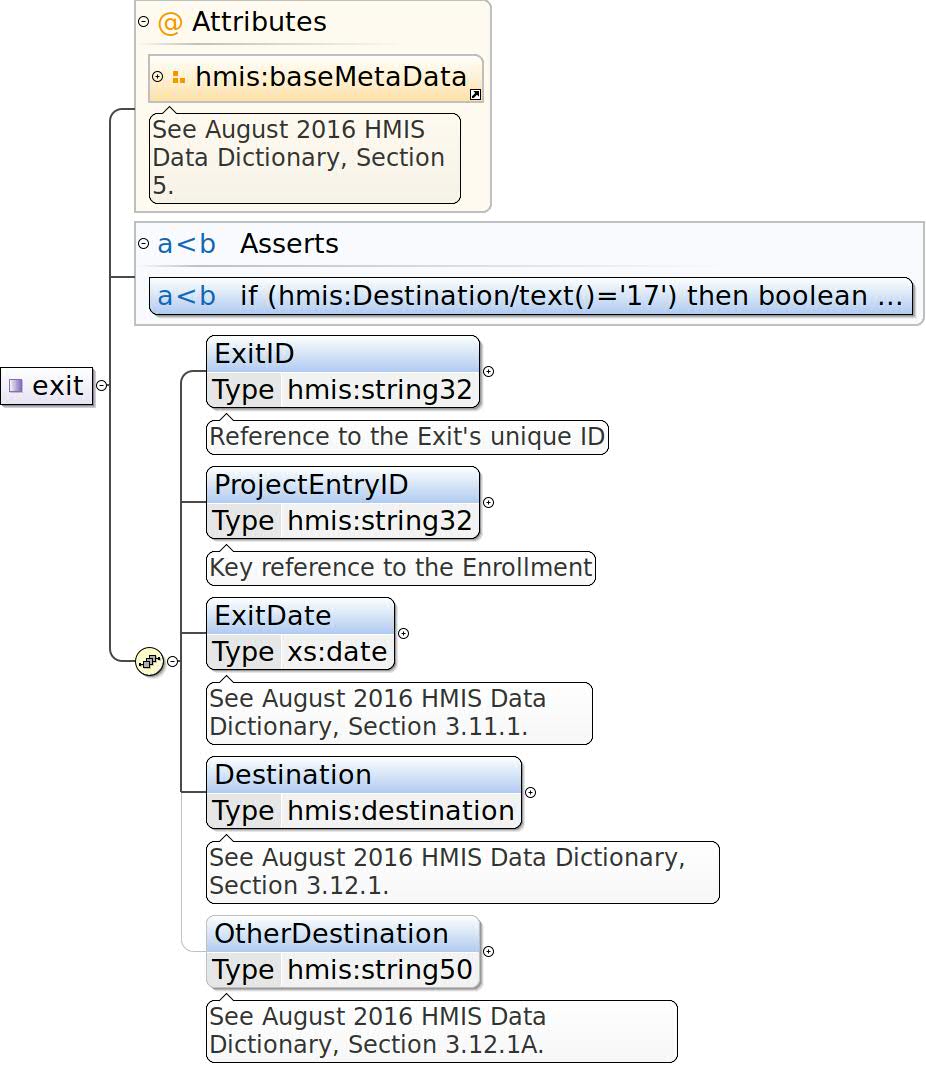 @ Attributes
hmis:baseMetaData
See August 2016 HMIS
Data Dictionary, Section
5.
a<b Asserts
a<b if (hmis:Destination/text()='17') then boolean ...
exit
ExitID
Type hmis:string32
Reference to the Exit's unique ID
ProjectEntryID
Type hmis:string32
Key reference to the Enrollment
ExitDate
Type xs:date
See August 2016 HMIS Data
Dictionary, Section 3.11.1.
Destination
Type hmis:destination
See August 2016 HMIS Data Dictionary,
Section 3.12.1.
OtherDestination
Type hmis:string50
See August 2016 HMIS Data
Dictionary, Section 3.12.1A.